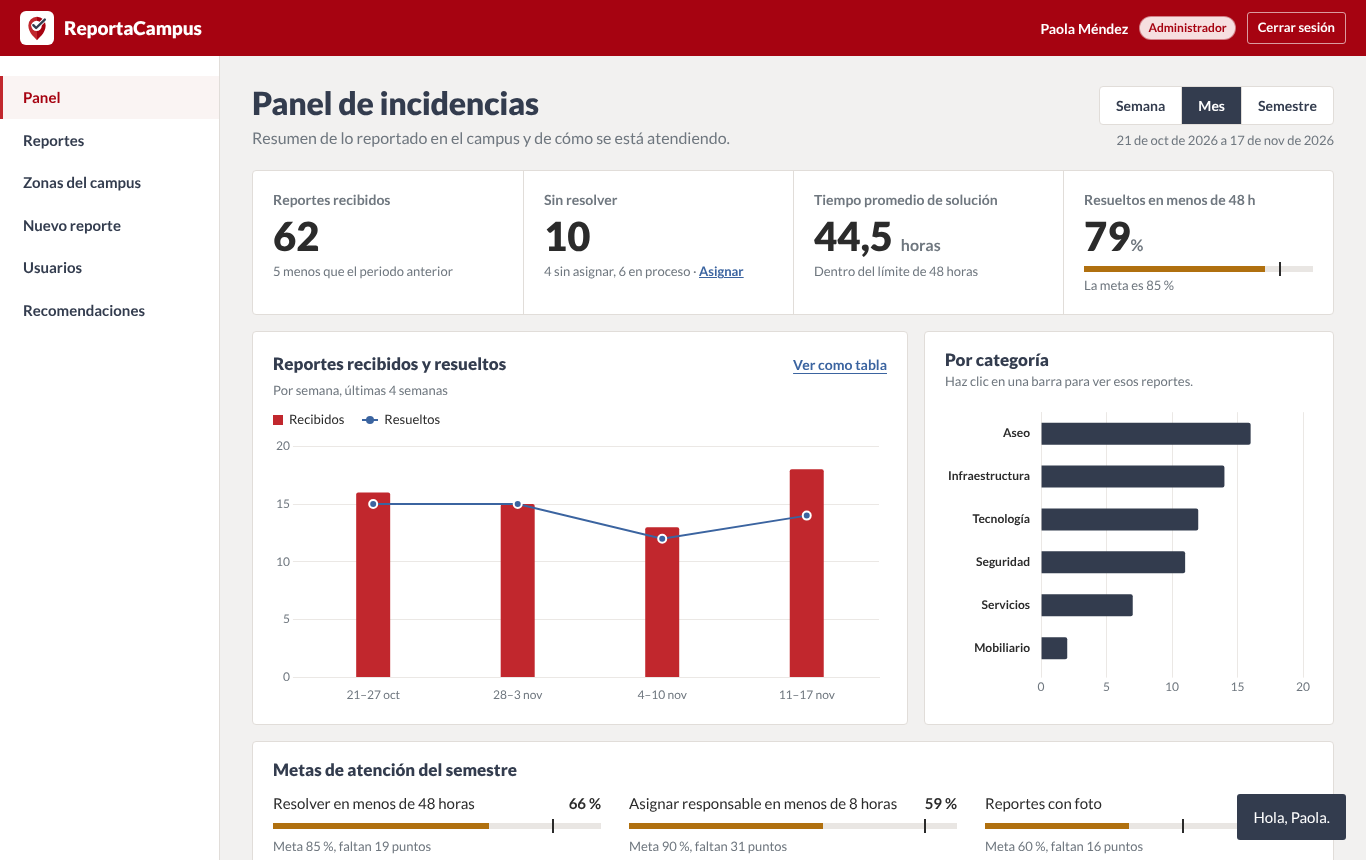 ReportaCampus
Paola Méndez Administrador Cerrar sesión
Panel
Reportes
Zonas del campus
Nuevo reporte
Usuarios
Recomendaciones
Panel de incidencias
Resumen de lo reportado en el campus y de cómo se está atendiendo.
Semana Mes Semestre
21 de oct de 2026 a 17 de nov de 2026
Reportes recibidos
62
5 menos que el periodo anterior
Sin resolver
10
4 sin asignar, 6 en proceso · Asignar
Tiempo promedio de solución
44,5 horas
Dentro del límite de 48 horas
Resueltos en menos de 48 h
79%
La meta es 85 %
Reportes recibidos y resueltos
Ver como tabla
Por semana, últimas 4 semanas
Recibidos Resueltos
20
15
10
5
0
21–27 oct 28–3 nov 4–10 nov 11–17 nov
Por categoría
Haz clic en una barra para ver esos reportes.
Aseo
Infraestructura
Tecnología
Seguridad
Servicios
Mobiliario
0 5 10 15 20
Metas de atención del semestre
Resolver en menos de 48 horas 66 %
Meta 85 %, faltan 19 puntos
Asignar responsable en menos de 8 horas 59 %
Meta 90 %, faltan 31 puntos
Reportes con foto
Meta 60 %, faltan 16 puntos
Hola, Paola.